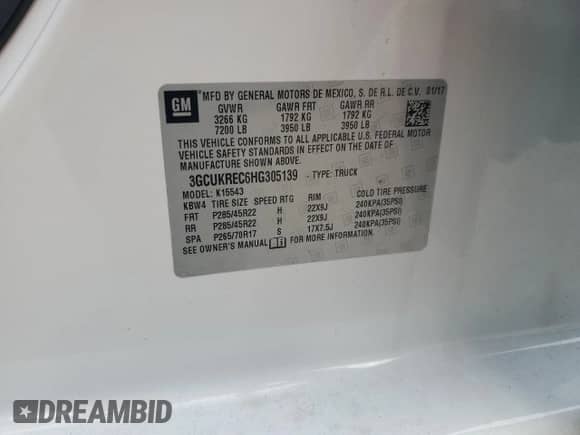 GM MFD BY GENERAL MOTORS DE MEXICO, S. DE R.L. DE C.V. 01/17
GVWR GAWR FRT GAWR RR
3266 KG 1792 KG 1792 KG
7200 LB 3950 LB 3950 LB
THIS VEHICLE CONFORMS TO ALL APPLICABLE U.S. FEDERAL MOTOR
VEHICLE SAFETY STANDARDS IN EFFECT ON THE DATE OF
MANUFACTURE SHOWN ABOVE.
3GCUKREC6HG305139 - TYPE: TRUCK
MODEL: K15543
KBW4 TIRE SIZE SPEED RTG RIM COLD TIRE PRESSURE
FRT P285/45R22 H 22X9J 240KPA(35PSI)
RR P285/45R22 H 22X9J 240KPA(35PSI)
SPA P265/70R17 S 17X7.5J 240KPA(35PSI)
SEE OWNER'S MANUAL FOR MORE INFORMATION.
DREAMBID